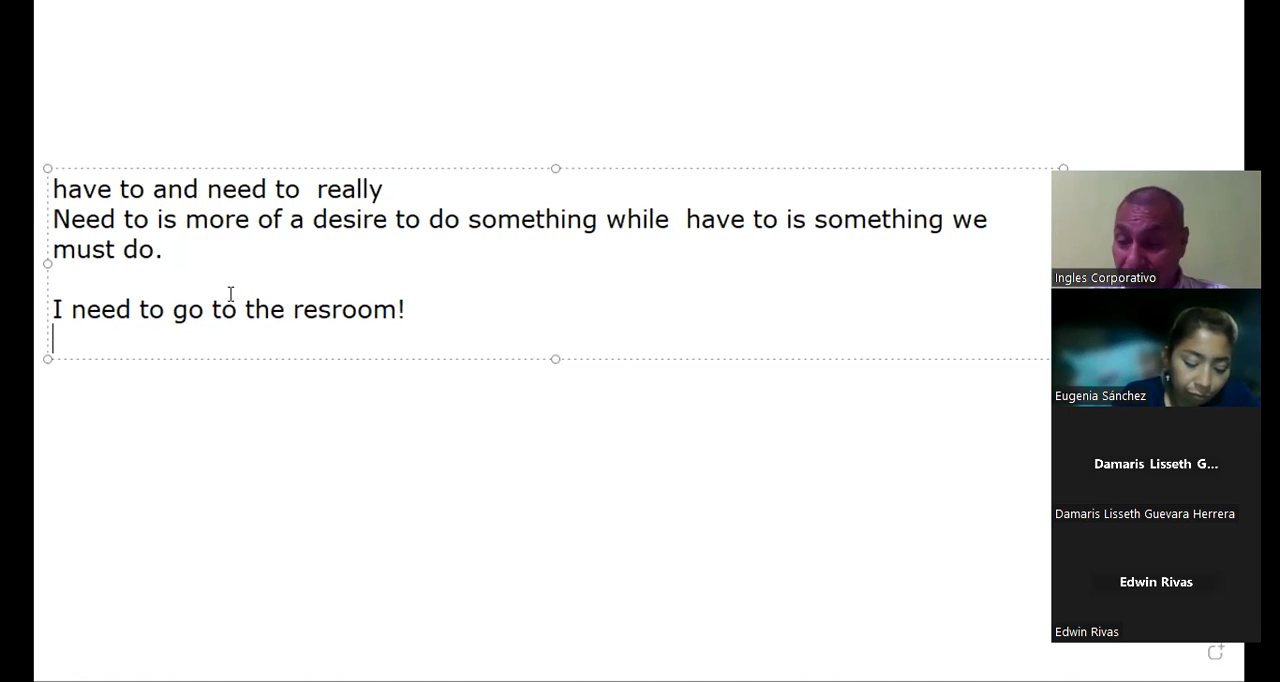 have to and need to  really
Need to is more of a desire to do something while  have to is something we
must do.
I need to go to the resroom!
Ingles Corporativo
Eugenia Sánchez
Damaris Lisseth G...
Damaris Lisseth Guevara Herrera
Edwin Rivas
Edwin Rivas